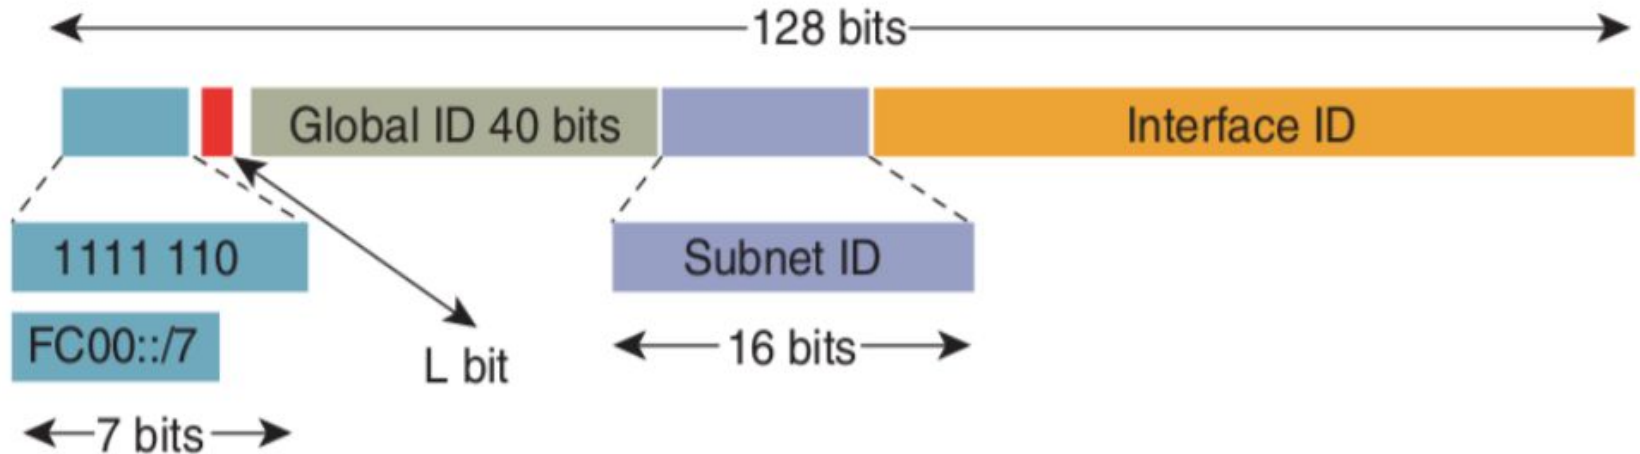 128 bits
Global ID 40 bits
Interface ID
1111 110
Subnet ID
FC00::/7
L bit
16 bits
7 bits